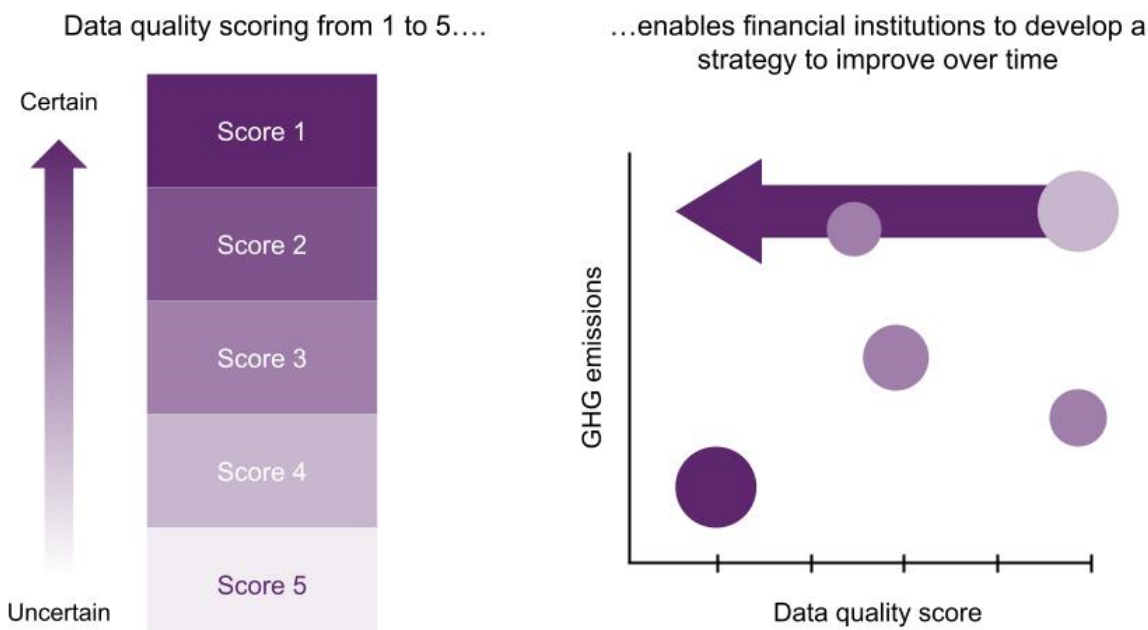 Data quality scoring from 1 to 5....
Certain
Score 1
Score 2
Score 3
Score 4
Score 5
Uncertain
...enables financial institutions to develop a
strategy to improve over time
GHG emissions
Data quality score